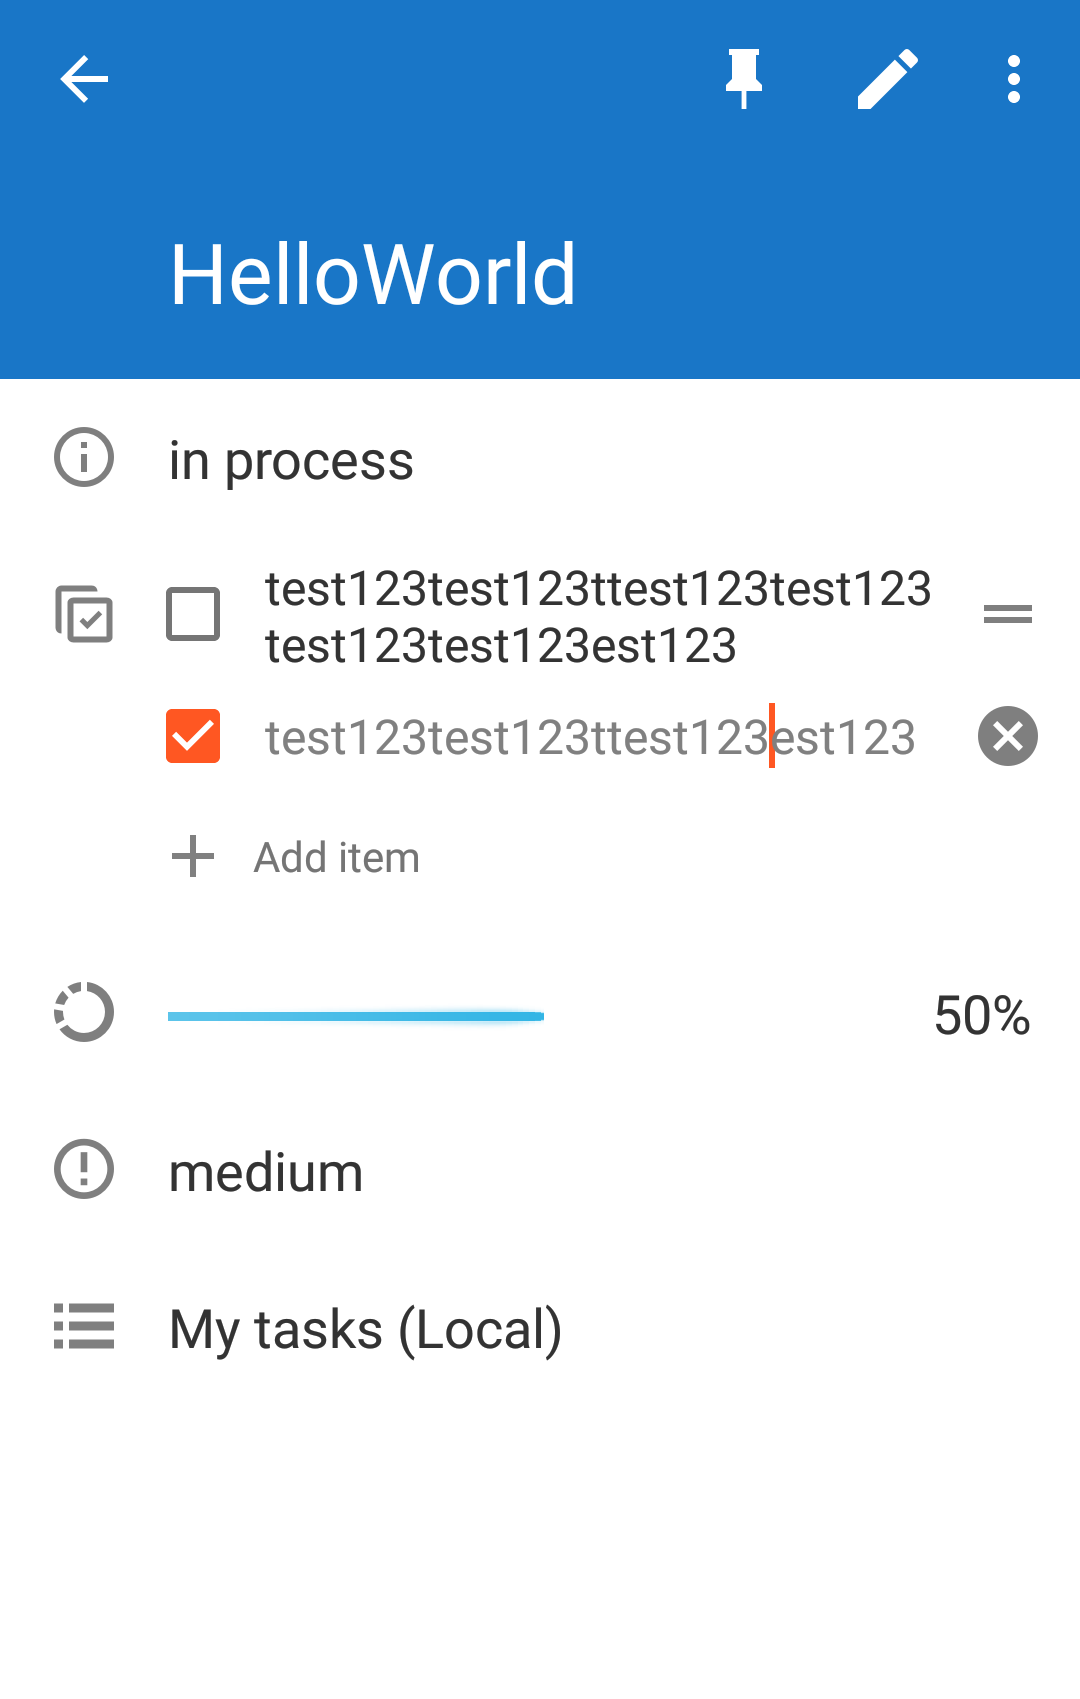 HelloWorld
in process
test123test123ttest123test123
test123test123est123
test123test123ttest123est123
Add item
50%
medium
My tasks (Local)